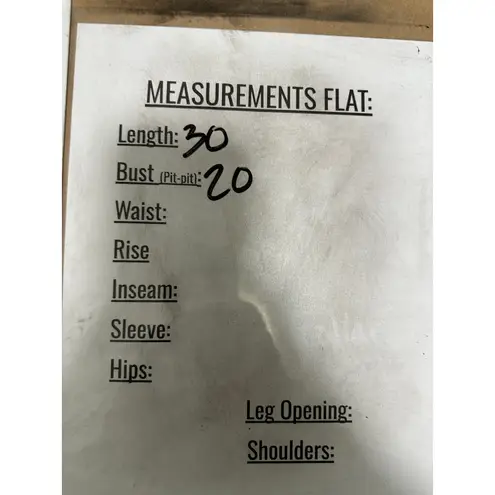 MEASUREMENTS FLAT:
Length: 30
Bust (Pit-pit): 20
Waist:
Rise
Inseam:
Sleeve:
Hips:
Leg Opening:
Shoulders: